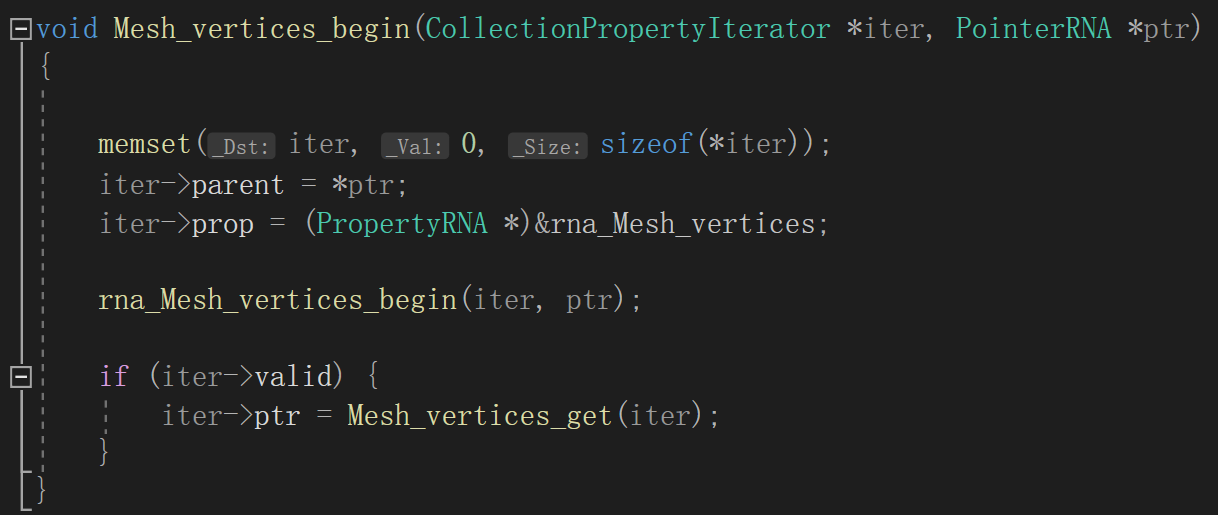 void Mesh_vertices_begin(CollectionPropertyIterator *iter, PointerRNA *ptr)
{
memset(_Dst: iter, _Val: 0, _Size: sizeof(*iter));
iter->parent = *ptr;
iter->prop = (PropertyRNA *)&rna_Mesh_vertices;
rna_Mesh_vertices_begin(iter, ptr);
if (iter->valid) {
iter->ptr = Mesh_vertices_get(iter);
}
}